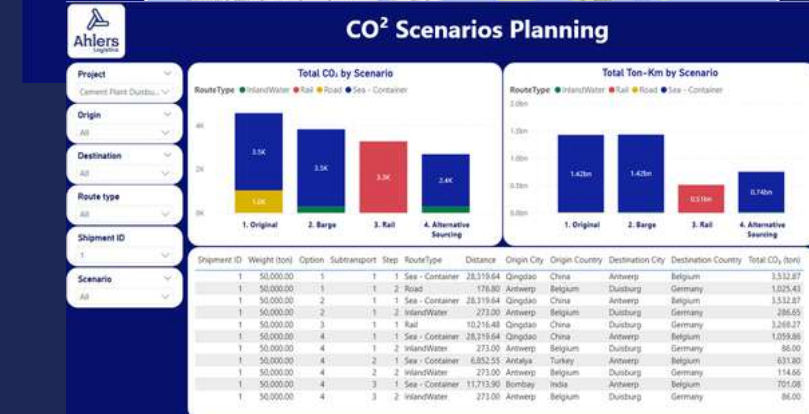 Ahlers
Logistics
CO² Scenarios Planning
Project
Cement Plant Duisbu...
Origin
All
Destination
All
Route type
All
Shipment ID
1
Scenario
All
Total CO₂ by Scenario
RouteType InlandWater Rail Road Sea - Container
4K
2K
0K
3.5K
1.0K
3.5K
3.3K
2.4K
1. Original 2. Barge 3. Rail 4. Alternative Sourcing
Total Ton-Km by Scenario
RouteType InlandWater Rail Road Sea - Container
2.0bn
1.5bn
1.0bn
0.5bn
0.0bn
1.42bn
1.42bn
0.51bn
0.74bn
1. Original 2. Barge 3. Rail 4. Alternative Sourcing
Shipment ID Weight (ton) Option Subtransport Step RouteType Distance Origin City Origin Country Destination City Destination Country Total CO₂ (ton)
1 50,000.00 1 1 1 Sea - Container 28,319.64 Qingdao China Antwerp Belgium 3,532.87
1 50,000.00 1 1 2 Road 176.80 Antwerp Belgium Duisburg Germany 1,025.43
1 50,000.00 2 1 1 Sea - Container 28,319.64 Qingdao China Antwerp Belgium 3,532.87
1 50,000.00 2 1 2 InlandWater 273.00 Antwerp Belgium Duisburg Germany 286.65
1 50,000.00 3 1 1 Rail 10,216.48 Qingdao China Duisburg Germany 3,268.27
1 50,000.00 4 1 1 Sea - Container 28,319.64 Qingdao China Antwerp Belgium 1,059.86
1 50,000.00 4 1 2 InlandWater 273.00 Antwerp Belgium Duisburg Germany 86.00
1 50,000.00 4 2 1 Sea - Container 6,852.55 Antalya Turkey Antwerp Belgium 631.80
1 50,000.00 4 2 2 InlandWater 273.00 Antwerp Belgium Duisburg Germany 114.66
1 50,000.00 4 3 1 Sea - Container 11,713.90 Bombay India Antwerp Belgium 701.08
1 50,000.00 4 3 2 InlandWater 273.00 Antwerp Belgium Duisburg Germany 86.00